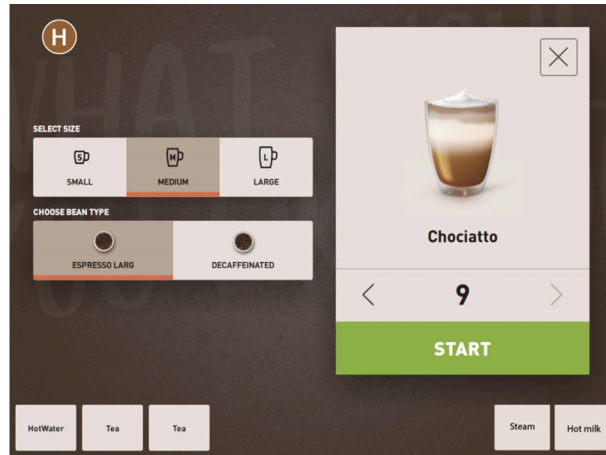 H
SELECT SIZE
S
M
L
SMALL
MEDIUM
LARGE
CHOOSE BEAN TYPE
ESPRESSO LARG
DECAFFEINATED
Chociatto
9
START
HotWater
Tea
Tea
Steam
Hot milk